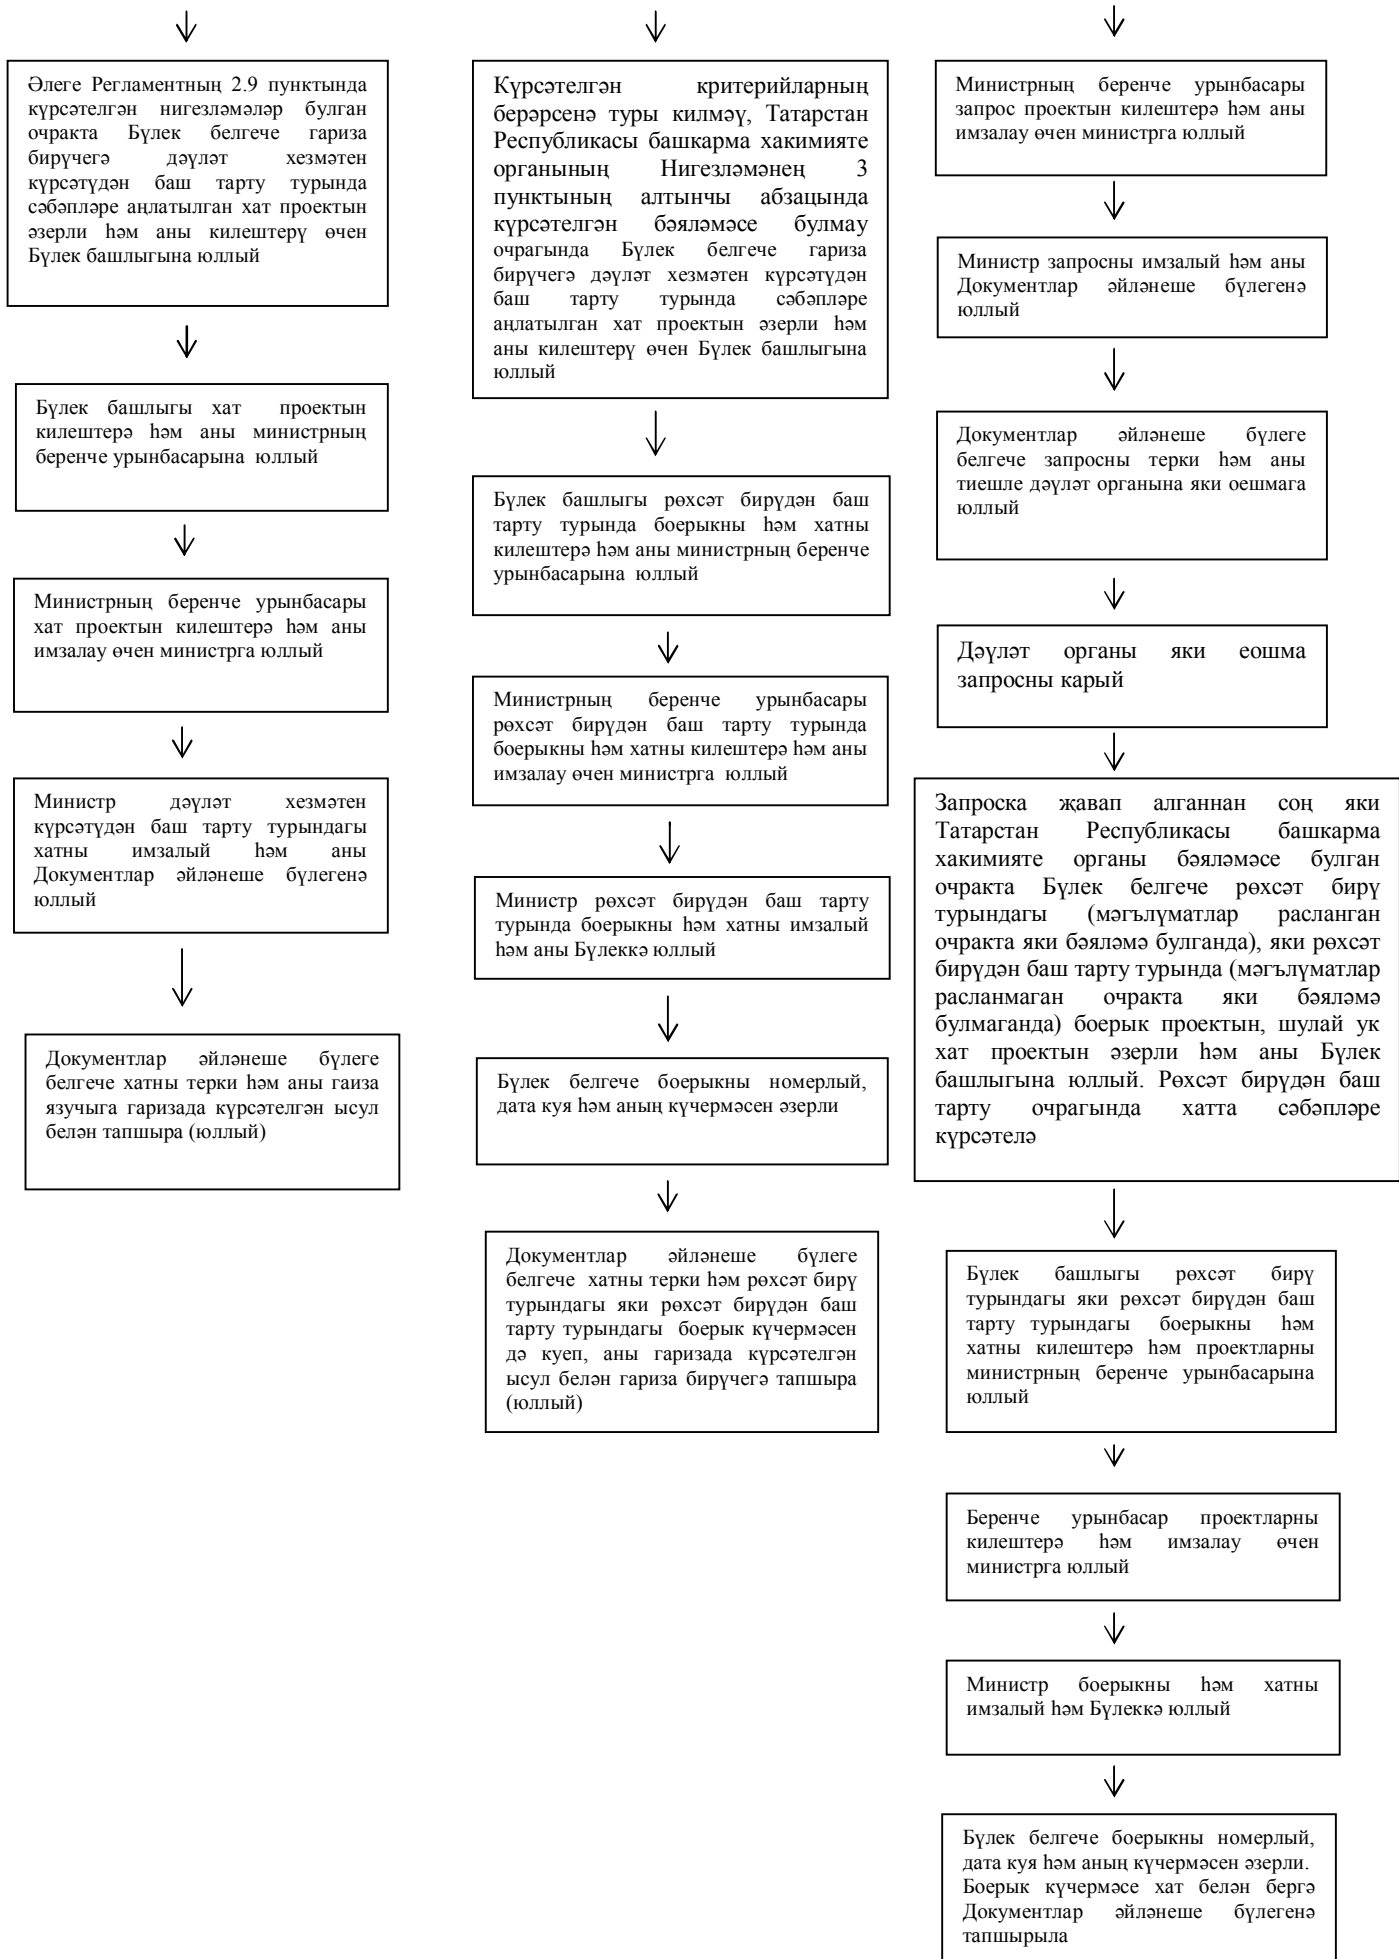 Әлеге Регламентның 2.9 пунктында
күрсәтелгән нигезләмәләр булган
очракта Бүлек белгече гариза
бирүчегә дәүләт хезмәтен
күрсәтүдән баш тарту турында
сәбәпләре аңлатылган хат проектын
әзерли һәм аны килештерү өчен
Бүлек башлыгына юллый
Бүлек башлыгы хат проектын
килештерә һәм аны министрның
беренче урынбасарына юллый
Министрның беренче урынбасары
хат проектын килештерә һәм аны
имзалау өчен министрга юллый
Министр дәүләт хезмәтен
күрсәтүдән баш тарту турындагы
хатны имзалый һәм аны
Документлар әйләнеше бүлегенә
юллый
Документлар әйләнеше бүлеге
белгече хатны терки һәм аны гаиза
язучыга гаризада күрсәтелгән ысул
белән тапшыра (юллый)
Күрсәтелгән критерийларның
берәрсенә туры килмәү, Татарстан
Республикасы башкарма хакимияте
органының Нигезләмәнең 3
пунктының алтынчы абзацында
күрсәтелгән бәяләмәсе булмау
очрагында Бүлек белгече гариза
бирүчегә дәүләт хезмәтен күрсәтүдән
баш тарту турында сәбәпләре
аңлатылган хат проектын әзерли һәм
аны килештерү өчен Бүлек башлыгына
юллый
Бүлек башлыгы рөхсәт бирүдән баш
тарту турында боерыкны һәм хатны
килештерә һәм аны министрның беренче
урынбасарына юллый
Министрның беренче урынбасары
рөхсәт бирүдән баш тарту турында
боерыкны һәм хатны килештерә һәм аны
имзалау өчен министрга юллый
Министр рөхсәт бирүдән баш тарту
турында боерыкны һәм хатны имзалый
һәм аны Бүлеккә юллый
Бүлек белгече боерыкны номерлый,
дата куя һәм аның күчермәсен әзерли
Документлар әйләнеше бүлеге
белгече хатны терки һәм рөхсәт бирү
турындагы яки рөхсәт бирүдән баш
тарту турындагы боерык күчермәсен
дә куеп, аны гаризада күрсәтелгән
ысул белән гариза бирүчегә тапшыра
(юллый)
Министрның беренче урынбасары
запрос проектын килештерә һәм аны
имзалау өчен министрга юллый
Министр запросны имзалый һәм аны
Документлар әйләнеше бүлегенә
юллый
Документлар әйләнеше бүлеге
белгече запросны терки һәм аны
тиешле дәүләт органына яки оешмага
юллый
Дәүләт органы яки еошма
запросны карый
Запроска җавап алганнан соң яки
Татарстан Республикасы башкарма
хакимияте органы бәяләмәсе булган
очракта Бүлек белгече рөхсәт бирү
турындагы (мәгълүматлар расланган
очракта яки бәяләмә булганда), яки рөхсәт
бирүдән баш тарту турында (мәгълүматлар
расланмаган очракта яки бәяләмә
булмаганда) боерык проектын, шулай ук
хат проектын әзерли һәм аны Бүлек
башлыгына юллый. Рөхсәт бирүдән баш
тарту очрагында хатта сәбәпләре
күрсәтелә
Бүлек башлыгы рөхсәт бирү
турындагы яки рөхсәт бирүдән баш
тарту турындагы боерыкны һәм
хатны килештерә һәм проектларны
министрның беренче урынбасарына
юллый
Беренче урынбасар проектларны
килештерә һәм имзалау өчен
министрга юллый
Министр боерыкны һәм хатны
имзалый һәм Бүлеккә юллый
Бүлек белгече боерыкны номерлый,
дата куя һәм аның күчермәсен әзерли.
Боерык күчермәсе хат белән бергә
Документлар әйләнеше бүлегенә
тапшырыла